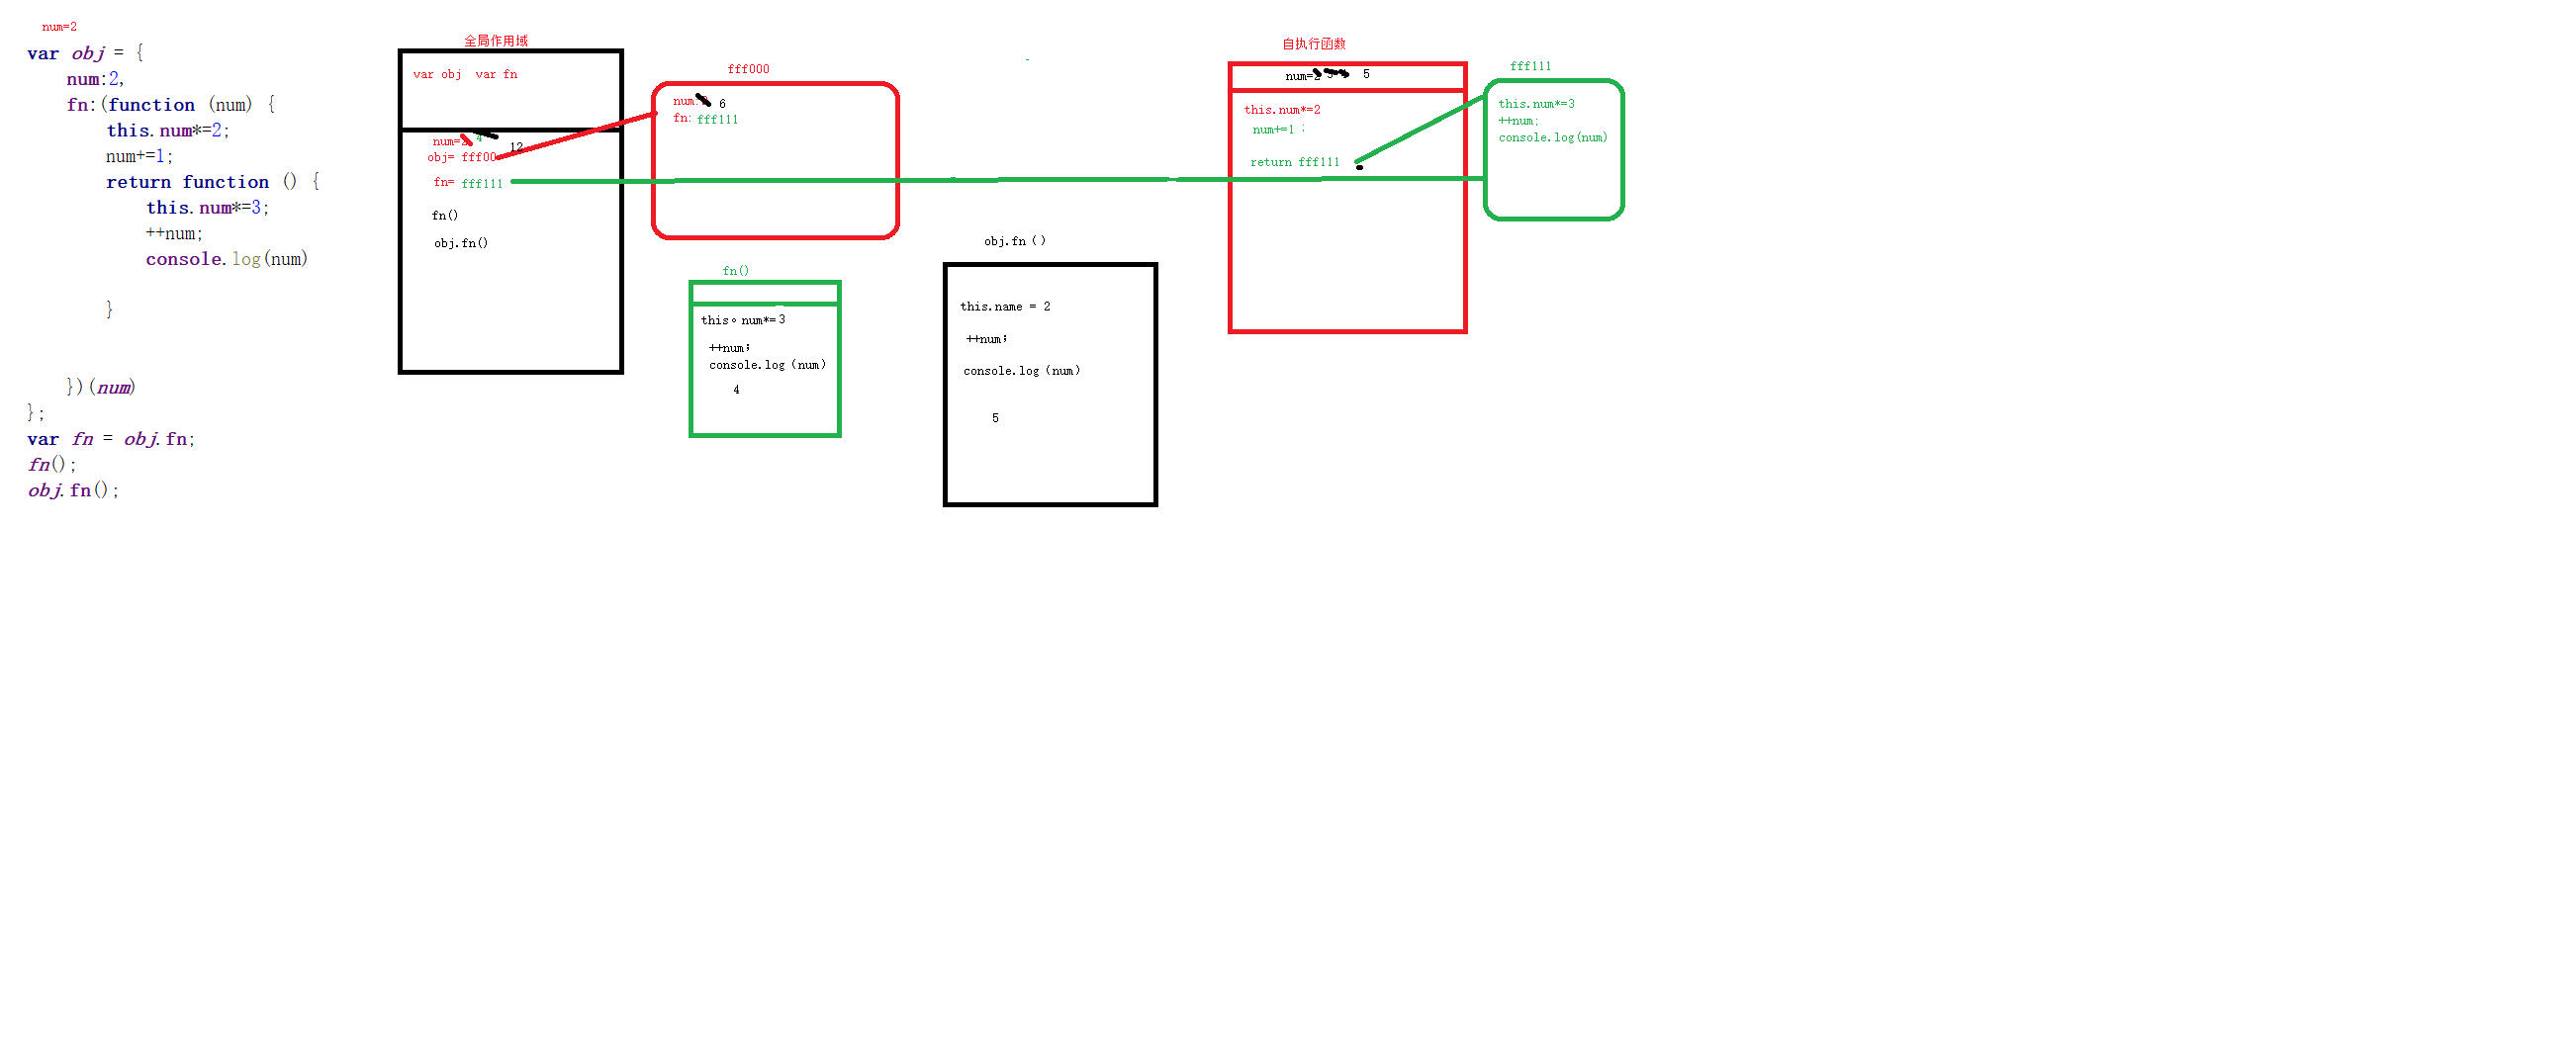 num=2
var obj = {
num:2,
fn:(function (num) {
this.num*=2;
num+=1;
return function () {
this.num*=3;
++num;
console.log(num)
}
})(num)
};
var fn = obj.fn;
fn();
obj.fn();
全局作用域
var obj var fn
num=2 4 12
obj= fff00
fn= fff111
fn()
obj.fn()
fff000
num: 6
fn: fff111
fn()
this。num*=3
++num;
console.log (num)
4
obj.fn ()
this.name = 2
++num;
console.log (num)
5
自执行函数
num=2 5
this.num*=2
num+=1 ;
return fff111
fff111
this.num*=3
++num;
console.log(num)